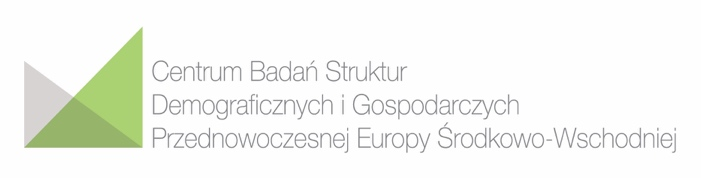 Centrum Badań Struktur
Demograficznych i Gospodarczych
Przednowoczesnej Europy Środkowo-Wschodniej